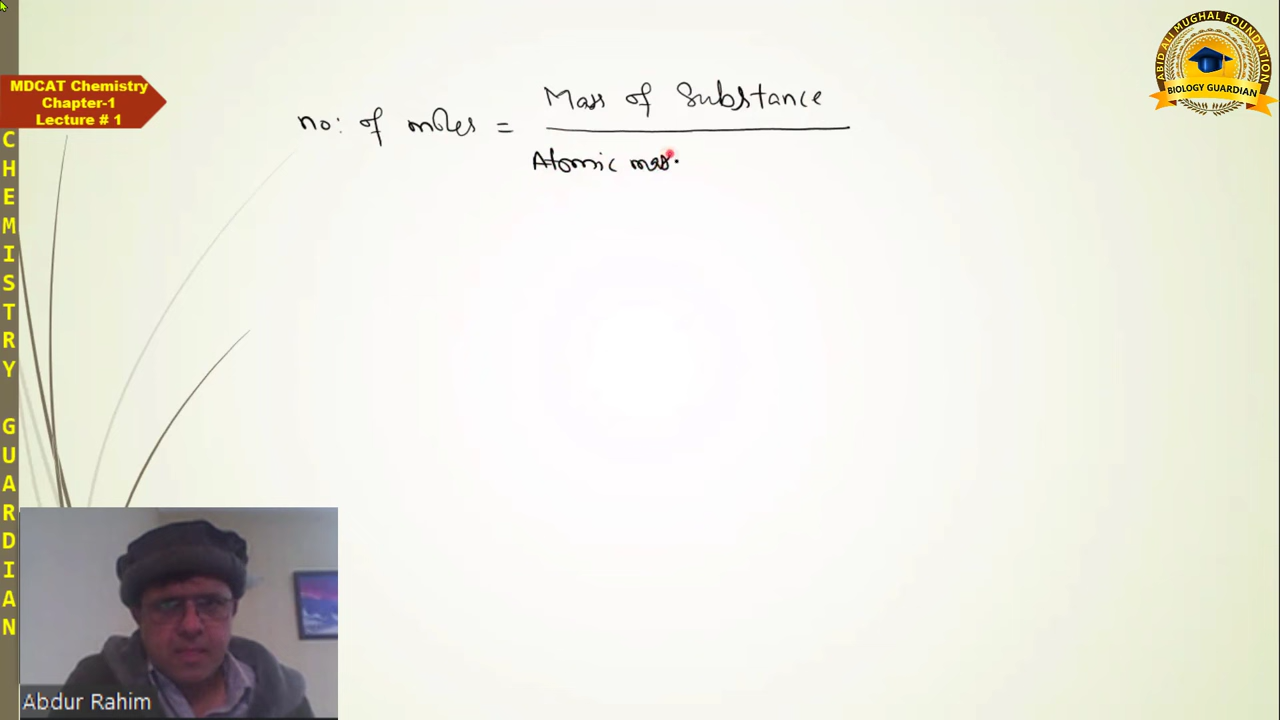 MDCAT Chemistry
Chapter-1
Lecture # 1
CHEMISTRY GUARDIAN
no: of moles = Mass of Substance
Atomic mas
ABID ALI MUGHAL FOUNDATION
BIOLOGY GUARDIAN
Abdur Rahim